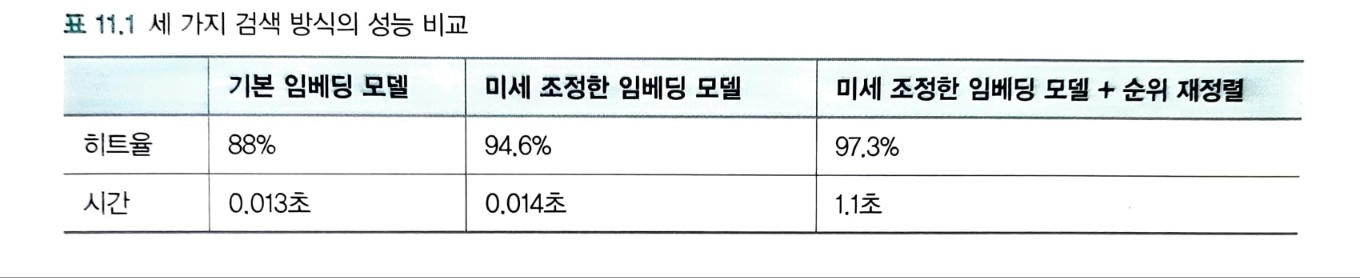 표 11.1 세 가지 검색 방식의 성능 비교
기본 임베딩 모델 미세 조정한 임베딩 모델 미세 조정한 임베딩 모델 + 순위 재정렬
히트율 88% 94.6% 97.3%
시간 0.013초 0.014초 1.1초